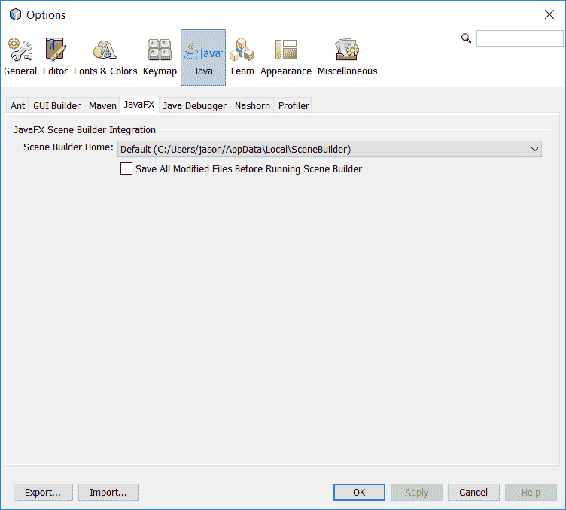 Options
General Editor Fonts & Colors Keymap Java Team Appearance Miscellaneous
Ant GUI Builder Maven JavaFX Java Debugger Nashorn Profiler
JavaFX Scene Builder Integration
Scene Builder Home: Default (C:/Users/jason/AppData\Local\SceneBuilder)
Save All Modified Files Before Running Scene Builder
Export... Import... OK Apply Cancel Help